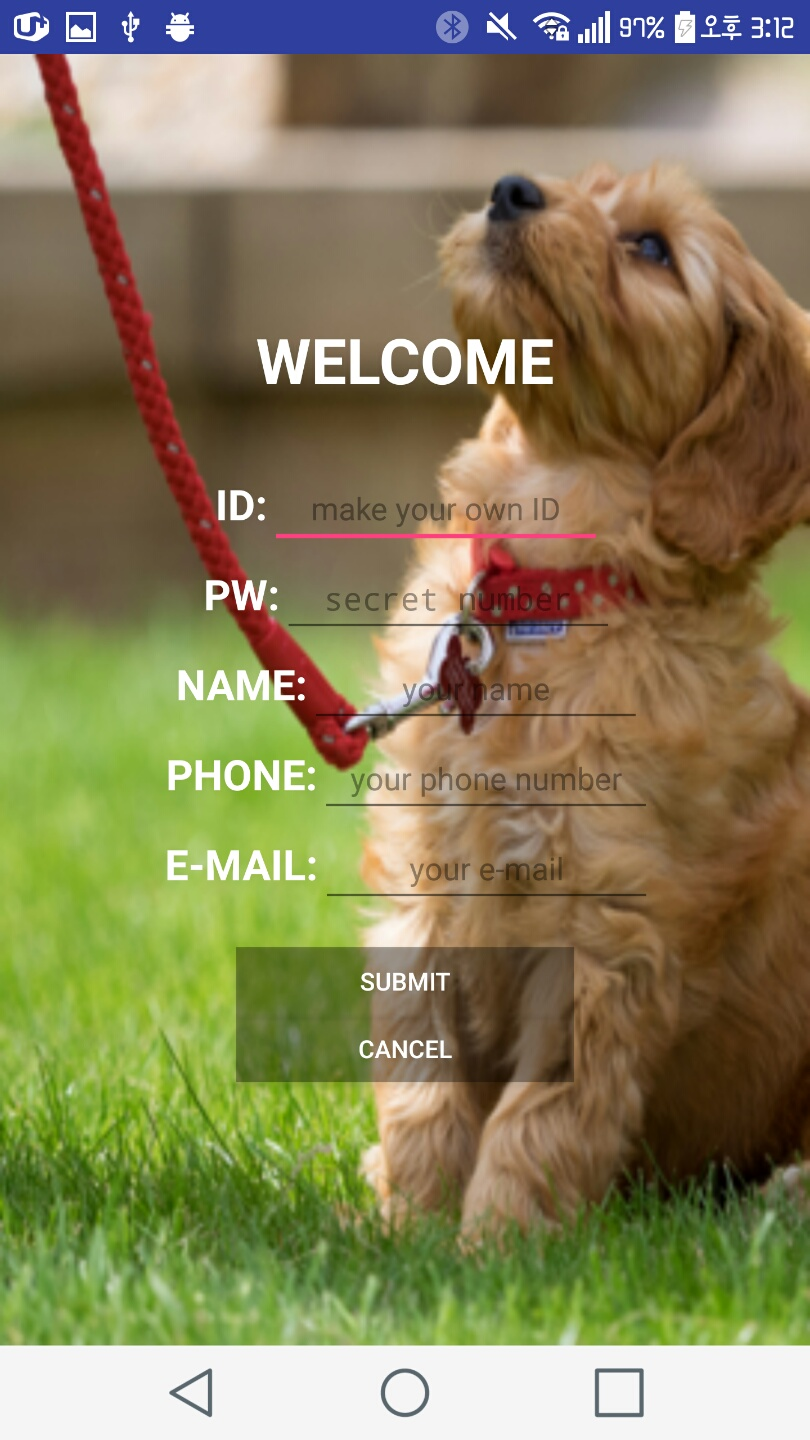 97% 오후 3:12
WELCOME
ID: make your own ID
PW: secret number
NAME: your name
PHONE: your phone number
E-MAIL: your e-mail
SUBMIT
CANCEL